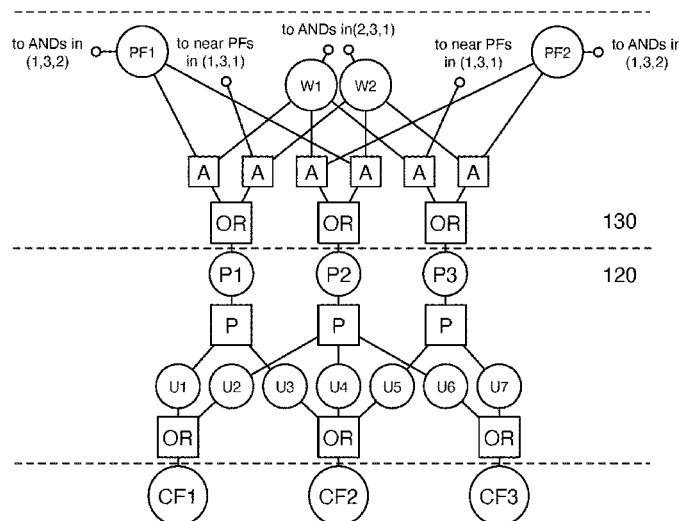 to ANDs in
(1,3,2)
PF1
to near PFs
in (1,3,1)
to ANDs in(2,3,1)
W1
W2
to near PFs
in (1,3,1)
PF2
to ANDs in
(1,3,2)
A
A
A
A
A
A
OR
OR
OR
130
P1
P2
P3
120
P
P
P
U1
U2
U3
U4
U5
U6
U7
OR
OR
OR
CF1
CF2
CF3